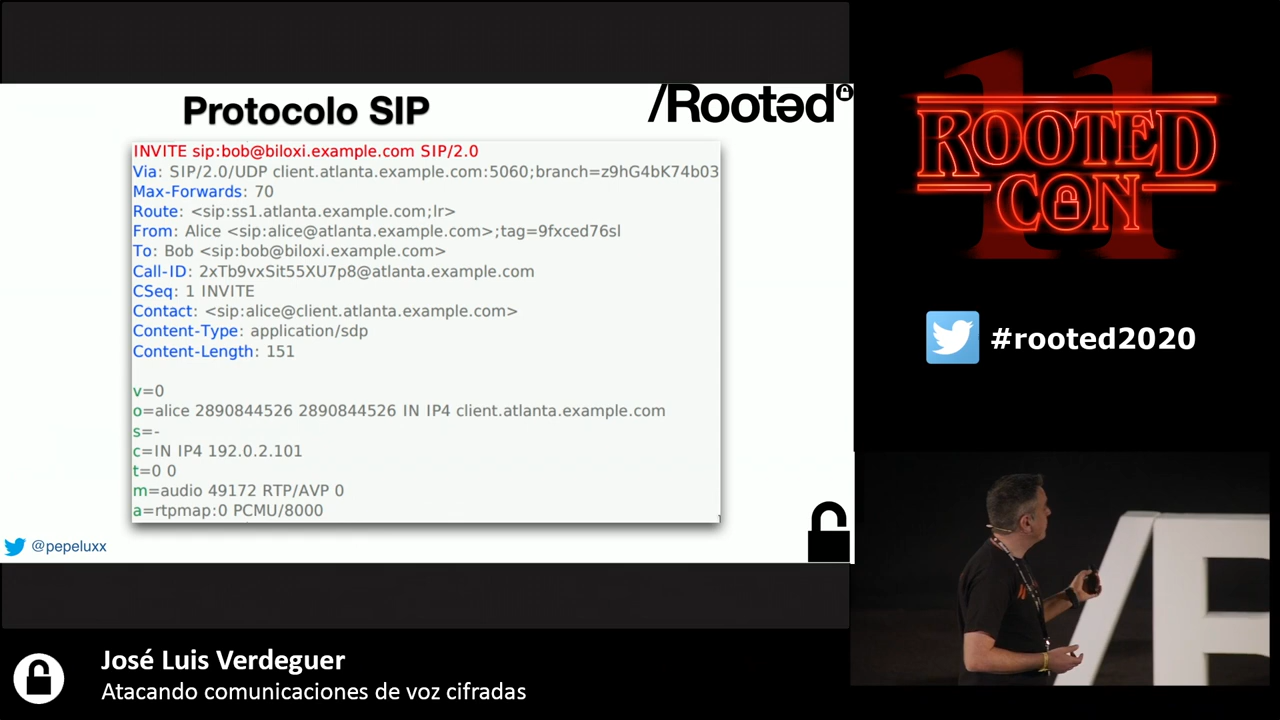 Protocolo SIP
/Rootəd
INVITE sip:bob@biloxi.example.com SIP/2.0
Via: SIP/2.0/UDP client.atlanta.example.com:5060;branch=z9hG4bK74b03
Max-Forwards: 70
Route: <sip:ss1.atlanta.example.com;lr>
From: Alice <sip:alice@atlanta.example.com>;tag=9fxced76sl
To: Bob <sip:bob@biloxi.example.com>
Call-ID: 2xTb9vxSit55XU7p8@atlanta.example.com
CSeq: 1 INVITE
Contact: <sip:alice@client.atlanta.example.com>
Content-Type: application/sdp
Content-Length: 151
v=0
o=alice 2890844526 2890844526 IN IP4 client.atlanta.example.com
s=-
c=IN IP4 192.0.2.101
t=0 0
m=audio 49172 RTP/AVP 0
a=rtpmap:0 PCMU/8000
@pepeluxx
11
ROOTED
CON
#rooted2020
/R
José Luis Verdeguer
Atacando comunicaciones de voz cifradas